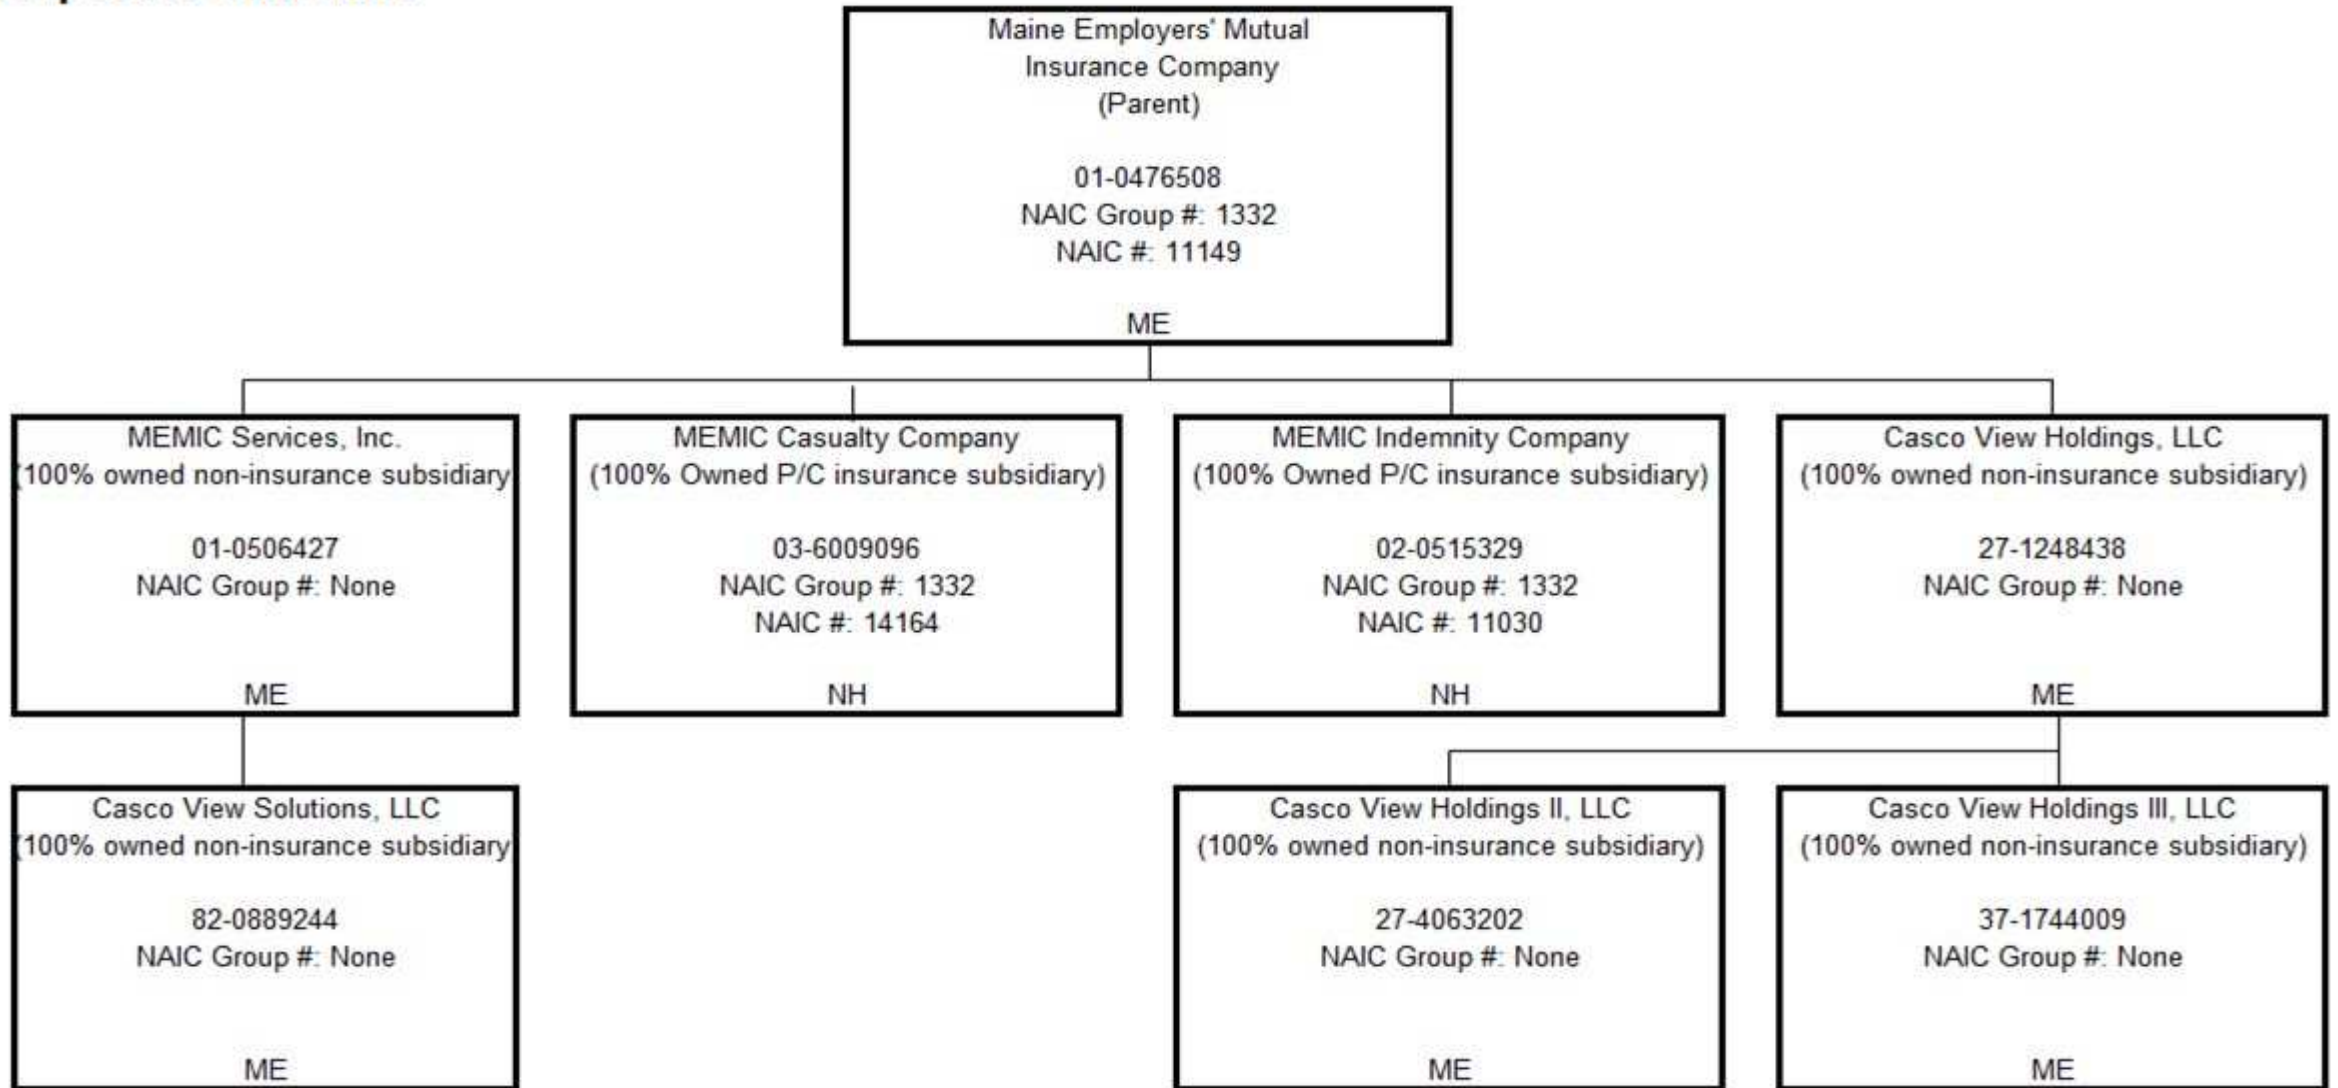 Maine Employers' Mutual
Insurance Company
(Parent)
01-0476508
NAIC Group #: 1332
NAIC #: 11149
ME
MEMIC Services, Inc.
(100% owned non-insurance subsidiary
01-0506427
NAIC Group #: None
ME
MEMIC Casualty Company
(100% Owned P/C insurance subsidiary)
03-6009096
NAIC Group #: 1332
NAIC #: 14164
NH
MEMIC Indemnity Company
(100% Owned P/C insurance subsidiary)
02-0515329
NAIC Group #: 1332
NAIC #: 11030
NH
Casco View Holdings, LLC
(100% owned non-insurance subsidiary)
27-1248438
NAIC Group #: None
ME
Casco View Solutions, LLC
(100% owned non-insurance subsidiary
82-0889244
NAIC Group #: None
ME
Casco View Holdings II, LLC
(100% owned non-insurance subsidiary)
27-4063202
NAIC Group #: None
ME
Casco View Holdings III, LLC
(100% owned non-insurance subsidiary)
37-1744009
NAIC Group #: None
ME